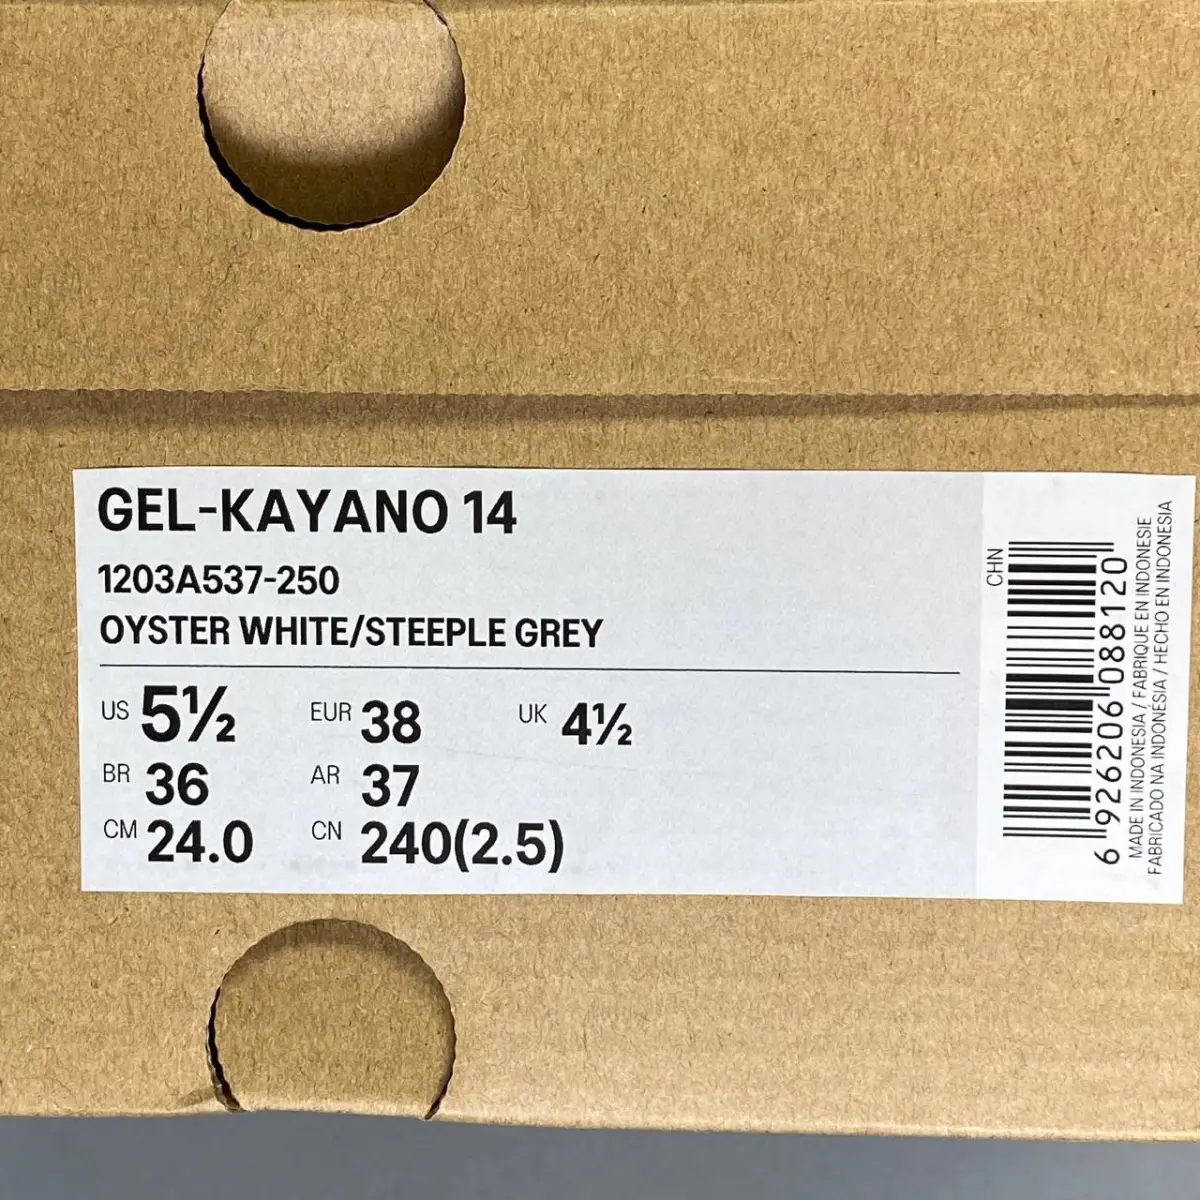 GEL-KAYANO 14
1203A537-250
OYSTER WHITE/STEEPLE GREY
US 5½ EUR 38 UK 4½
BR 36 AR 37
CM 24.0 CN 240(2.5)
CHN
6 926206 088120
MADE IN INDONESIA / FABRIQUE EN INDONESIE
FABRICADO NA INDONESIA / HECHO EN INDONESIA